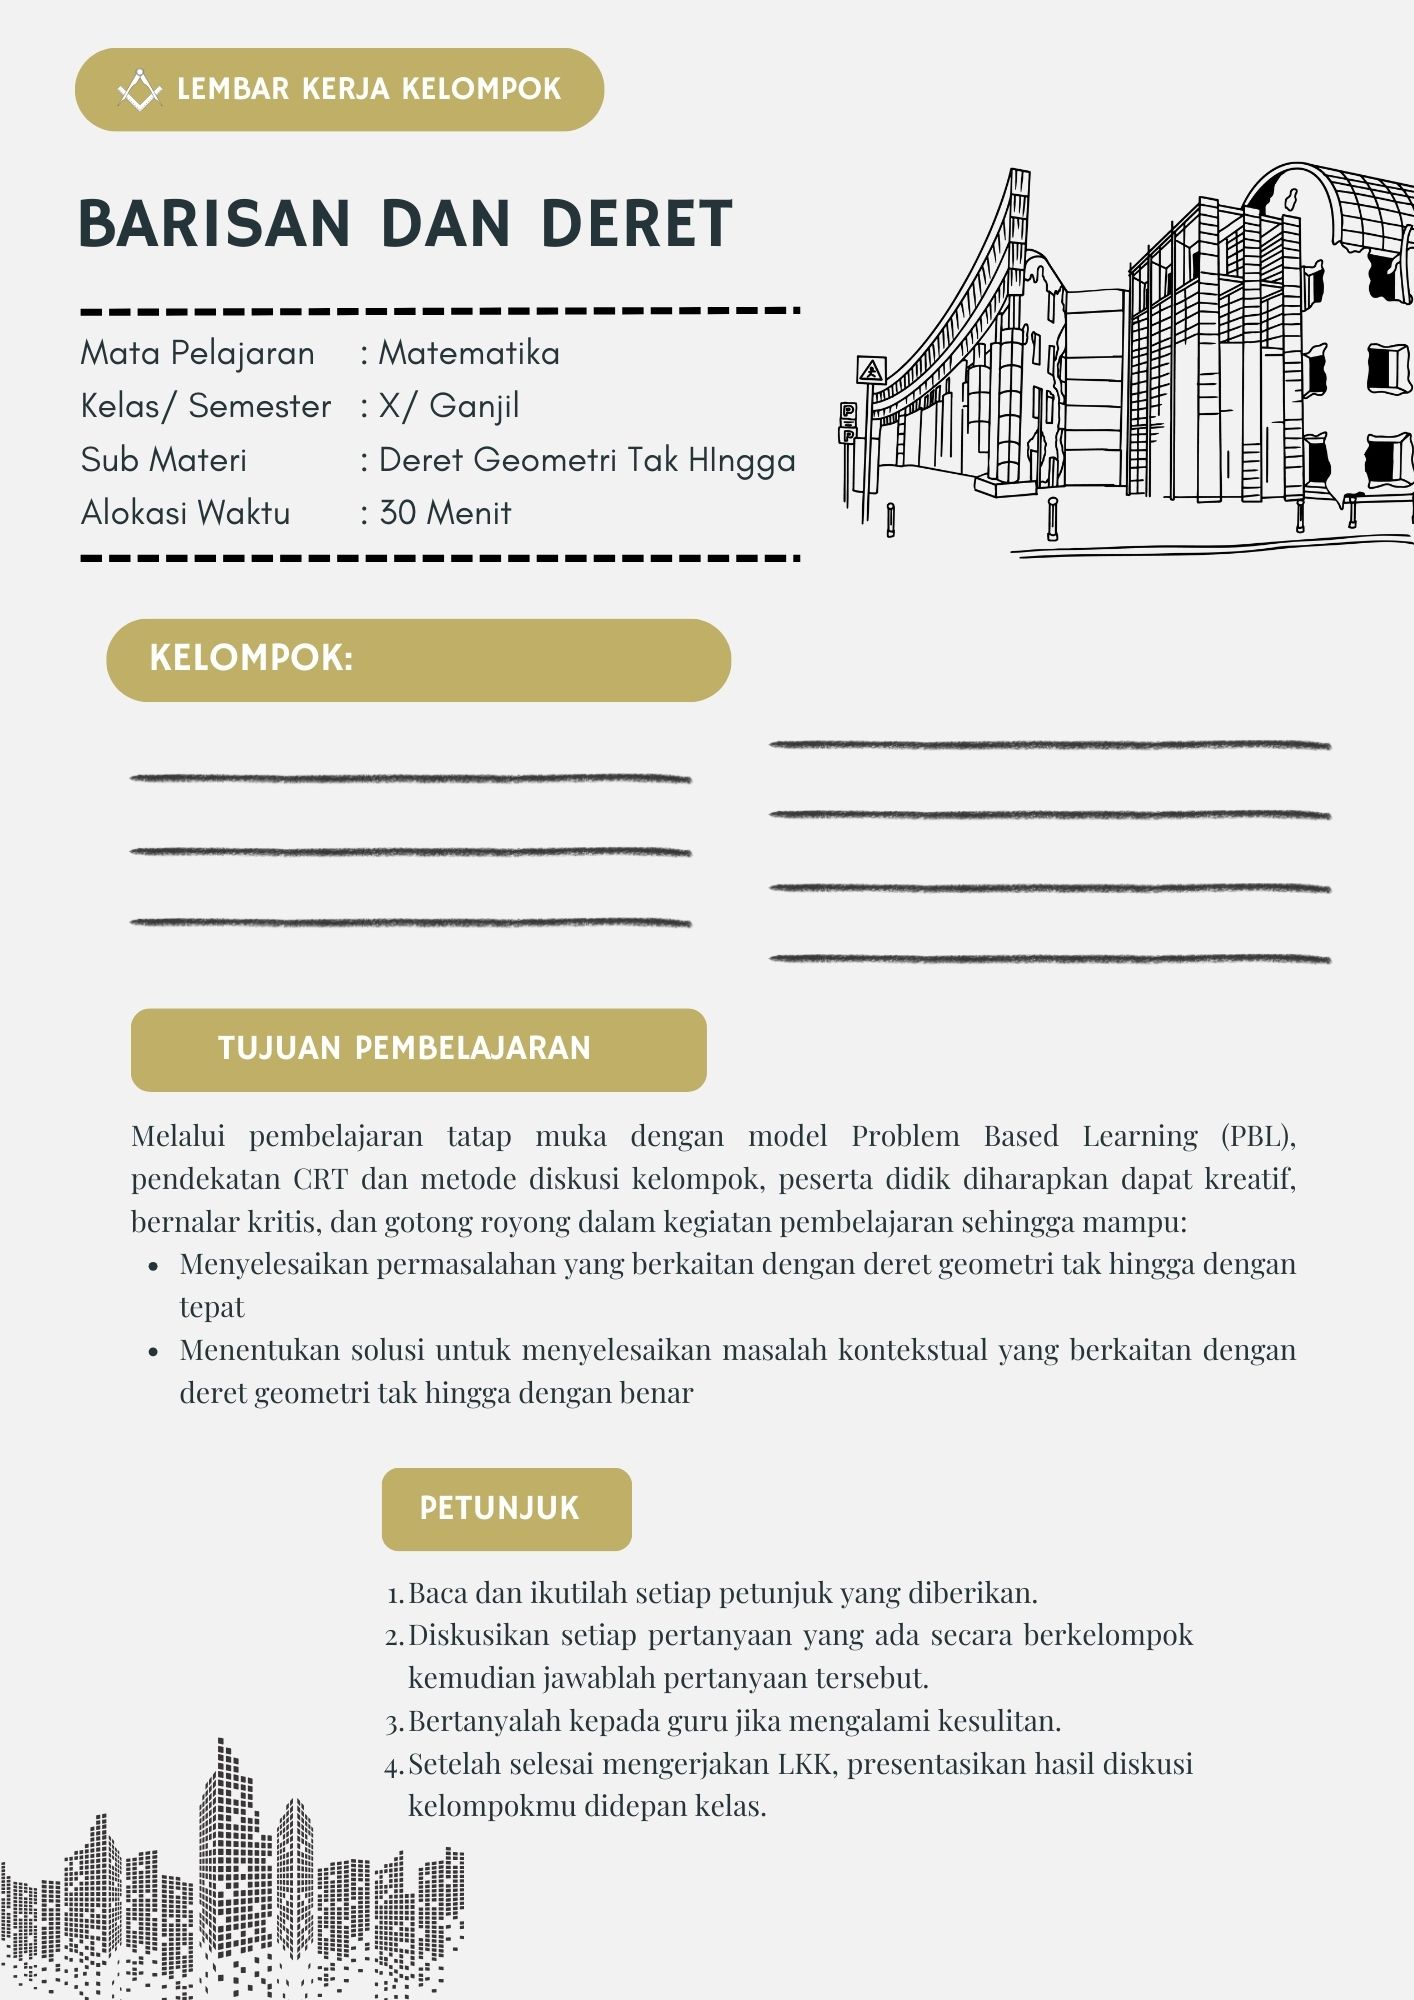 LEMBAR KERJA KELOMPOK
BARISAN DAN DERET
Mata Pelajaran : Matematika
Kelas/ Semester : X/ Ganjil
Sub Materi : Deret Geometri Tak HIngga
Alokasi Waktu : 30 Menit
P
P
KELOMPOK:
TUJUAN PEMBELAJARAN
Melalui pembelajaran tatap muka dengan model Problem Based Learning (PBL),
pendekatan CRT dan metode diskusi kelompok, peserta didik diharapkan dapat kreatif,
bernalar kritis, dan gotong royong dalam kegiatan pembelajaran sehingga mampu:
• Menyelesaikan permasalahan yang berkaitan dengan deret geometri tak hingga dengan
tepat
• Menentukan solusi untuk menyelesaikan masalah kontekstual yang berkaitan dengan
deret geometri tak hingga dengan benar
PETUNJUK
1. Baca dan ikutilah setiap petunjuk yang diberikan.
2. Diskusikan setiap pertanyaan yang ada secara berkelompok
kemudian jawablah pertanyaan tersebut.
3. Bertanyalah kepada guru jika mengalami kesulitan.
4. Setelah selesai mengerjakan LKK, presentasikan hasil diskusi
kelompokmu didepan kelas.